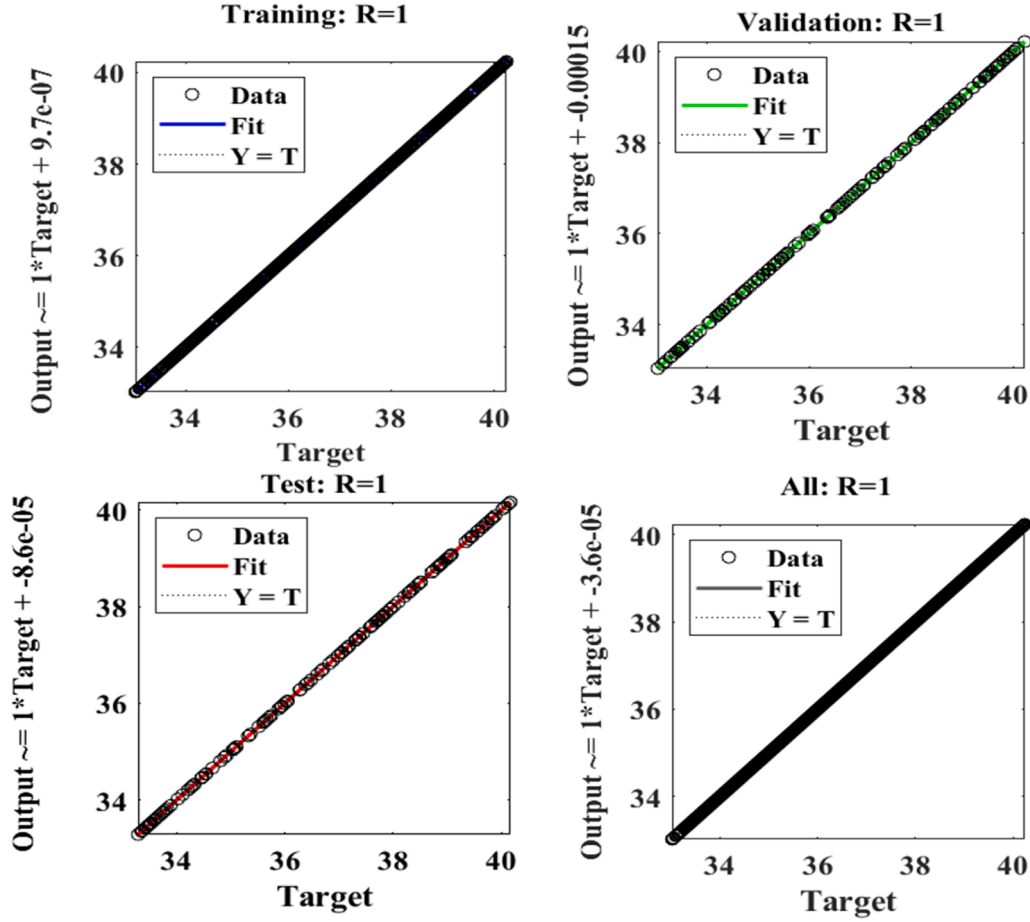 Training: R=1
Output ~= 1*Target + 9.7e-07
Data
Fit
Y = T
40
38
36
34
34 36 38 40
Target
Validation: R=1
Output ~= 1*Target + -0.00015
Data
Fit
Y = T
40
38
36
34
34 36 38 40
Target
Test: R=1
Output ~= 1*Target + -8.6e-05
Data
Fit
Y = T
40
38
36
34
34 36 38 40
Target
All: R=1
Output ~= 1*Target + -3.6e-05
Data
Fit
Y = T
40
38
36
34
34 36 38 40
Target